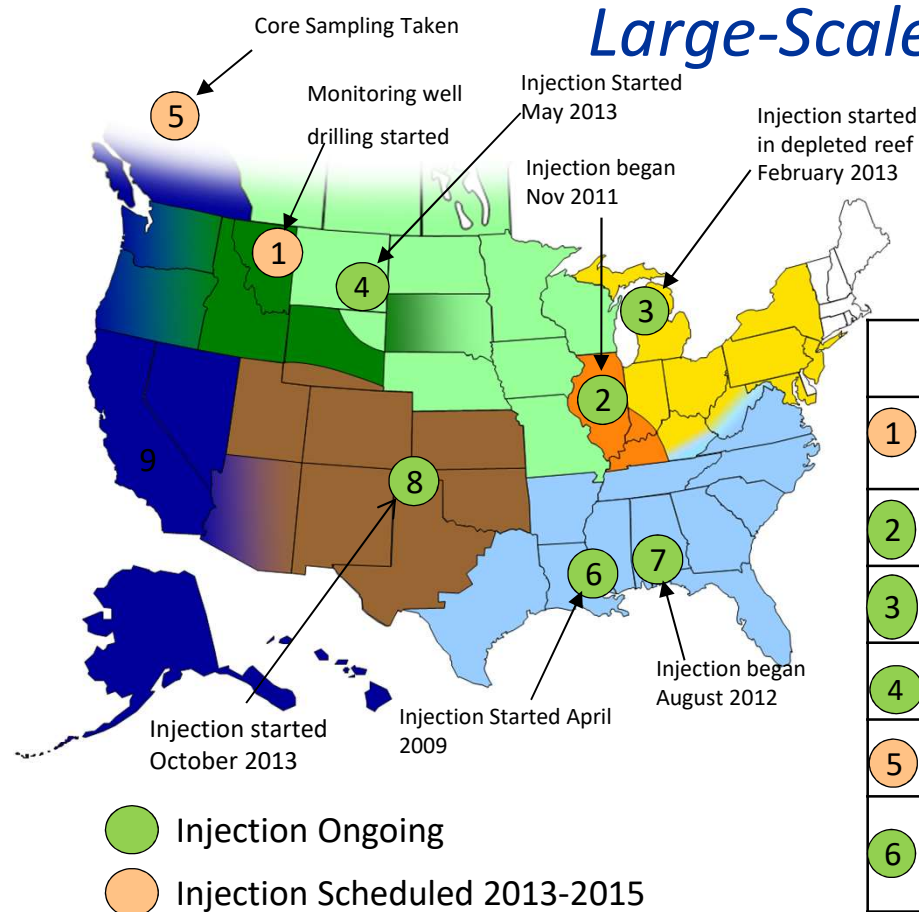 Large-Scale
Core Sampling Taken
5
Monitoring well
drilling started
Injection Started
May 2013
Injection started
in depleted reef
February 2013
Injection began
Nov 2011
1
4
3
2
9
8
6
7
Injection started
October 2013
Injection Started April
2009
Injection began
August 2012
Injection Ongoing
Injection Scheduled 2013-2015
1
2
3
4
5
6